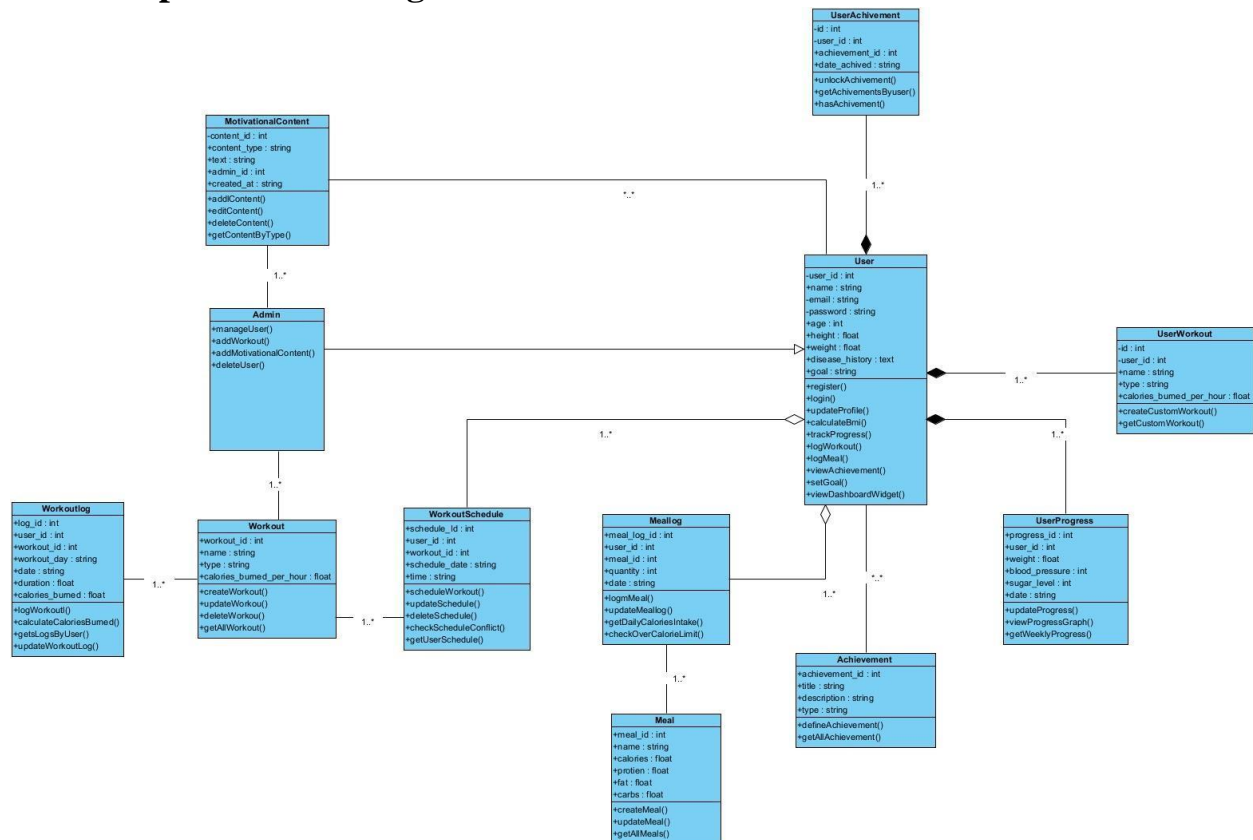 UserAchivement
-id : int
-user_id : int
+achievement_id : int
+date_achived : string
+unlockAchivement()
+getAchivementsByuser()
+hasAchivement()
1..*
MotivationalContent
-content_id : int
+content_type : string
+text : string
+admin_id : int
+created_at : string
+addlContent()
+editContent()
+deleteContent()
+getContentByType()
*..*
1..*
Admin
+manageUser()
+addWorkout()
+addMotivationalContent()
+deleteUser()
User
-user_id : int
+name : string
-email : string
-password : string
+age : int
+height : float
+weight : float
+disease_history : text
+goal : string
+register()
+login()
+updateProfile()
+calculateBmi()
+trackProgress()
+logWorkout()
+logMeal()
+viewAchievement()
+setGoal()
+viewDashboardWidget()
UserWorkout
-id : int
-user_id : int
+name : string
+type : string
+calories_burned_per_hour : float
+createCustomWorkout()
+getCustomWorkout()
1..*
1..*
1..*
1..*
Workoutlog
+log_id : int
+user_id : int
+workout_id : int
+workout_day : string
+date : string
+duration : float
+calories_burned : float
+logWorkoutl()
+calculateCaloriesBurned()
+getsLogsByUser()
+updateWorkoutLog()
1..*
Workout
+workout_id : int
+name : string
+type : string
+calories_burned_per_hour : float
+createWorkout()
+updateWorkou()
+deleteWorkou()
+getAllWorkout()
1..*
WorkoutSchedule
+schedule_Id : int
+user_id : int
+workout_id : int
+schedule_date : string
+time : string
+scheduleWorkout()
+updateSchedule()
+deleteSchedule()
+checkScheduleConflict()
+getUserSchedule()
Meallog
+meal_log_id : int
+user_id : int
+meal_id : int
+quantity : int
+date : string
+logmMeal()
+updateMeallog()
+getDailyCaloriesIntake()
+checkOverCalorieLimit()
1..*
*..*
UserProgress
+progress_id : int
+user_id : int
+weight : float
+blood_pressure : int
+sugar_level : int
+date : string
+updateProgress()
+viewProgressGraph()
+getWeeklyProgress()
1..*
Achievement
+achievement_id : int
+title : string
+description : string
+type : string
+defineAchievement()
+getAllAchievement()
Meal
+meal_id : int
+name : string
+calories : float
+protien : float
+fat : float
+carbs : float
+createMeal()
+updateMeal()
+getAllMeals()